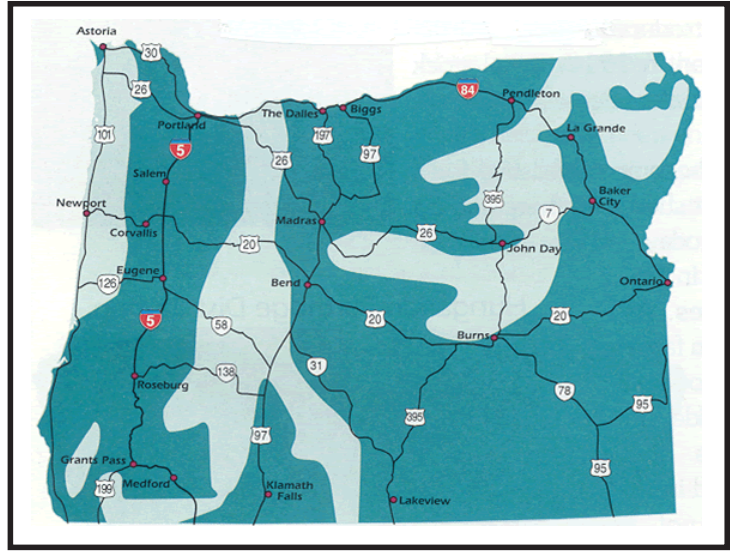 Astoria
30
26
84
Pendleton
The Dalles
Biggs
101
Portland
197
La Grande
5
26
97
Salem
395
Baker
City
Newport
7
Corvallis
Madras
26
20
John Day
Eugene
126
Bend
Ontario
5
58
20
20
Burns
138
31
78
Roseburg
395
95
97
Grants Pass
95
199
Medford
Klamath
Falls
Lakeview